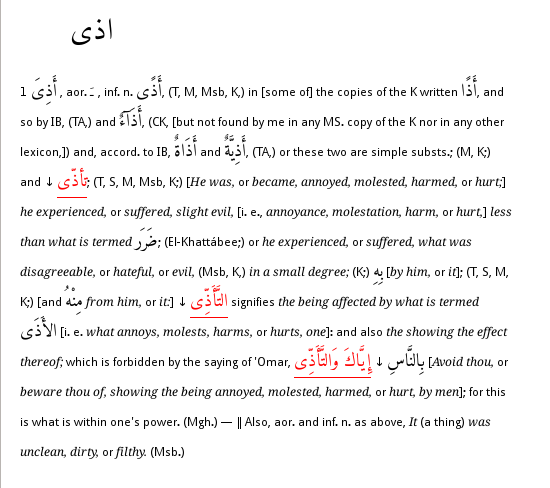 اذى
1 أَذِىَ , aor. ـَ , inf. n. أَذًى, (T, M, Msb, K,) in [some of] the copies of the K written أَذًا, and
so by IB, (TA,) and أَذَآءٌ, (CK, [but not found by me in any MS. copy of the K nor in any other
lexicon,]) and, accord. to IB, أَذَاةٌ and أَذِيَّةٌ, (TA,) or these two are simple substs.; (M, K;)
and ↓ تأذّى; (T, S, M, Msb, K;) [He was, or became, annoyed, molested, harmed, or hurt;]
he experienced, or suffered, slight evil, [i. e., annoyance, molestation, harm, or hurt,] less
than what is termed ضَرَر; (El-Khattábee;) or he experienced, or suffered, what was
disagreeable, or hateful, or evil, (Msb, K,) in a small degree; (K;) بِهِ [by him, or it]; (T, S, M,
K;) [and مِنْهُ from him, or it:] ↓ التَّأَذِّى signifies the being affected by what is termed
الأَذَى [i. e. what annoys, molests, harms, or hurts, one]: and also the showing the effect
thereof; which is forbidden by the saying of 'Omar, إِيَّاكَ وَالتَّأَذِّىَ ↓ بِالنَّاسِ [Avoid thou, or
beware thou of, showing the being annoyed, molested, harmed, or hurt, by men]; for this
is what is within one's power. (Mgh.) — ‖ Also, aor. and inf. n. as above, It (a thing) was
unclean, dirty, or filthy. (Msb.)